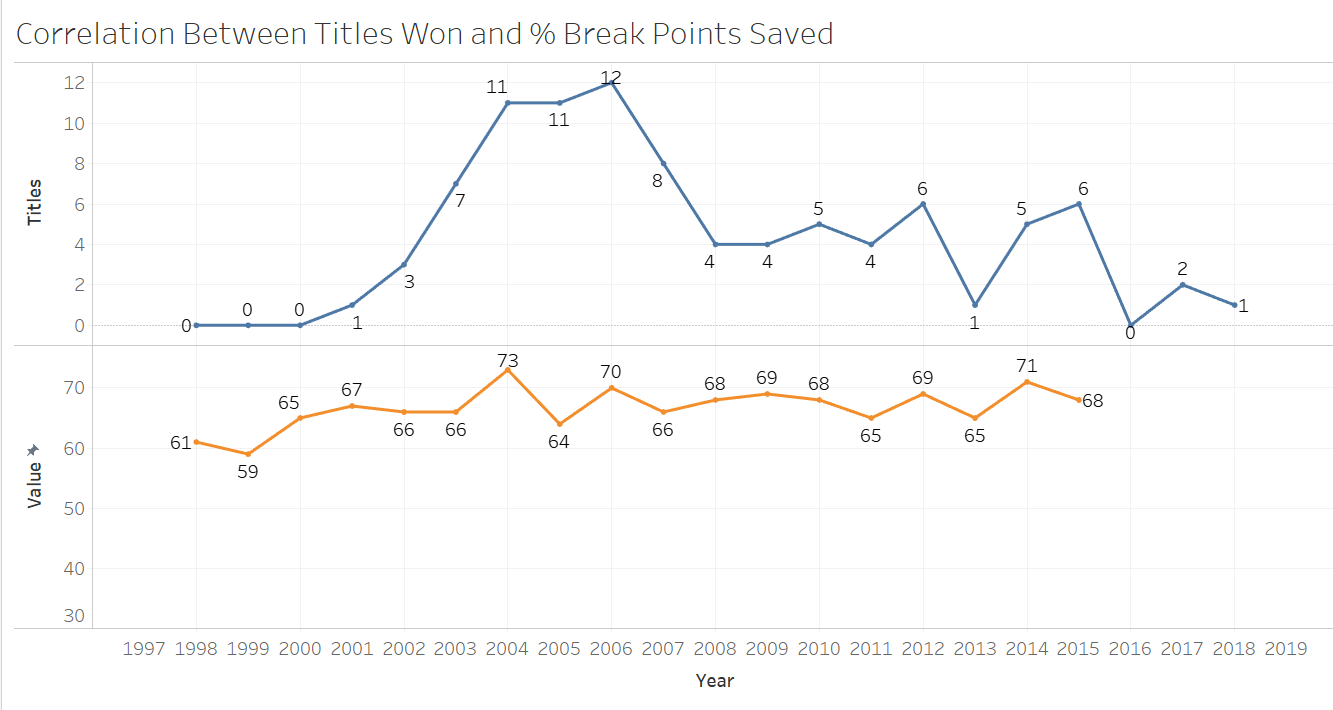 Correlation Between Titles Won and % Break Points Saved
Titles
12
10
8
6
4
2
0
0 0 0 1 3 7 11 11 12 8 4 4 5 4 6 1 5 6 0 2 1
Value
70
60
50
40
30
61 59 65 67 66 66 73 64 70 66 68 69 68 65 69 65 71 68
1997 1998 1999 2000 2001 2002 2003 2004 2005 2006 2007 2008 2009 2010 2011 2012 2013 2014 2015 2016 2017 2018 2019
Year